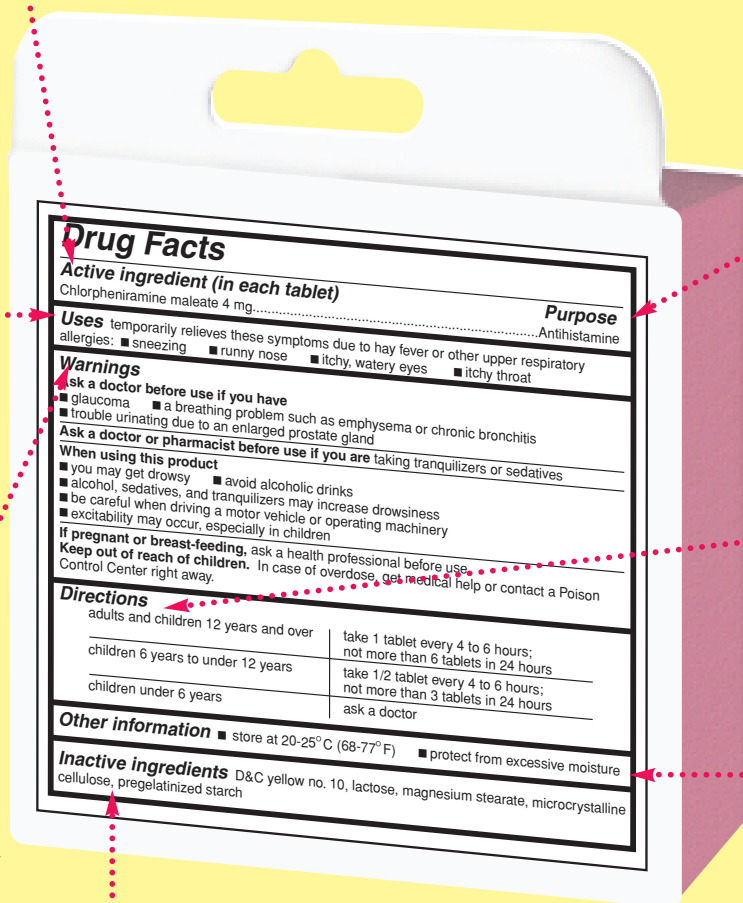 Drug Facts
Active ingredient (in each tablet)
Purpose
Chlorpheniramine maleate 4 mg..........................................................................................Antihistamine
Uses temporarily relieves these symptoms due to hay fever or other upper respiratory
allergies: ■ sneezing ■ runny nose ■ itchy, watery eyes ■ itchy throat
Warnings
Ask a doctor before use if you have
■ glaucoma ■ a breathing problem such as emphysema or chronic bronchitis
■ trouble urinating due to an enlarged prostate gland
Ask a doctor or pharmacist before use if you are taking tranquilizers or sedatives
When using this product
■ you may get drowsy ■ avoid alcoholic drinks
■ alcohol, sedatives, and tranquilizers may increase drowsiness
■ be careful when driving a motor vehicle or operating machinery
■ excitability may occur, especially in children
If pregnant or breast-feeding, ask a health professional before use.
Keep out of reach of children. In case of overdose, get medical help or contact a Poison
Control Center right away.
Directions
adults and children 12 years and over
take 1 tablet every 4 to 6 hours;
not more than 6 tablets in 24 hours
children 6 years to under 12 years
take 1/2 tablet every 4 to 6 hours;
not more than 3 tablets in 24 hours
children under 6 years
ask a doctor
Other information ■ store at 20-25°C (68-77°F) ■ protect from excessive moisture
Inactive ingredients D&C yellow no. 10, lactose, magnesium stearate, microcrystalline
cellulose, pregelatinized starch